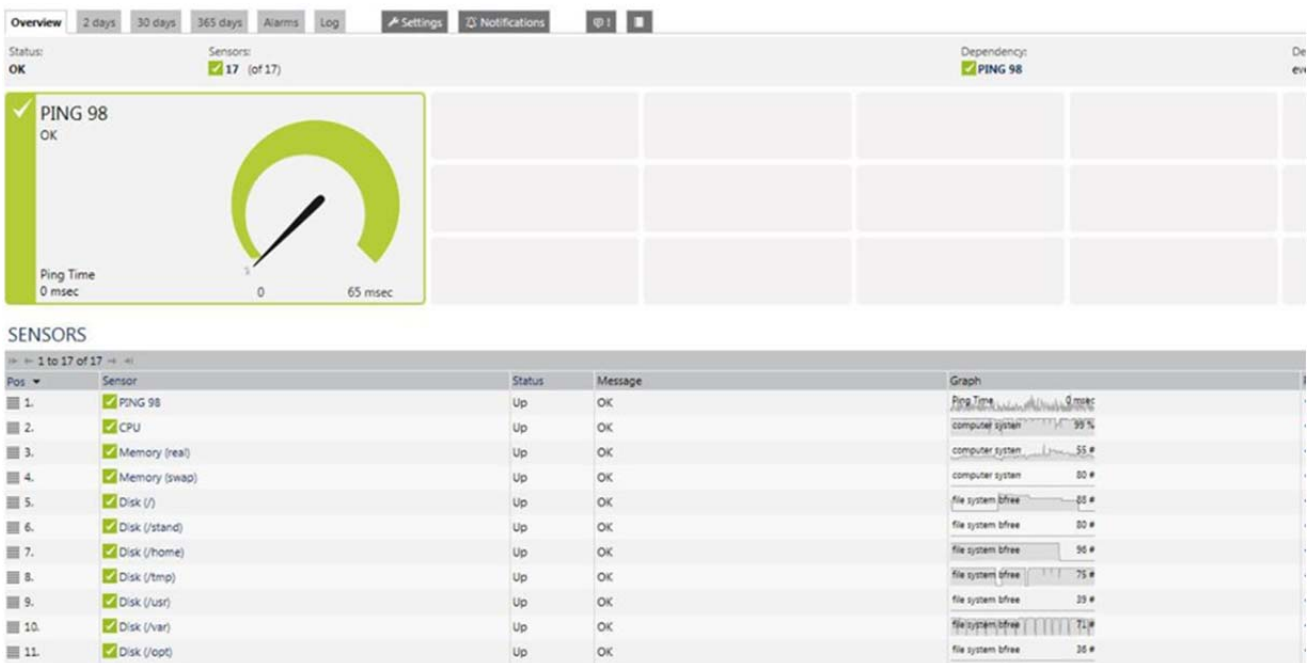 Overview 2 days 30 days 365 days Alarms Log Settings Notifications
Status: Sensors: Dependency: De
OK 17 (of 17) PING 98 eve
PING 98
OK
Ping Time
0 msec 0 65 msec
SENSORS
1 to 17 of 17
Pos Sensor Status Message Graph
1. PING 98 Up OK Ping Time 0 msec
2. CPU Up OK computer system 99 %
3. Memory (real) Up OK computer system 55 #
4. Memory (swap) Up OK computer system 80 #
5. Disk (/) Up OK file system bfree 88 #
6. Disk (/stand) Up OK file system bfree 80 #
7. Disk (/home) Up OK file system bfree 96 #
8. Disk (/tmp) Up OK file system bfree 75 #
9. Disk (/usr) Up OK file system bfree 39 #
10. Disk (/var) Up OK file system bfree 71 #
11. Disk (/opt) Up OK file system bfree 36 #